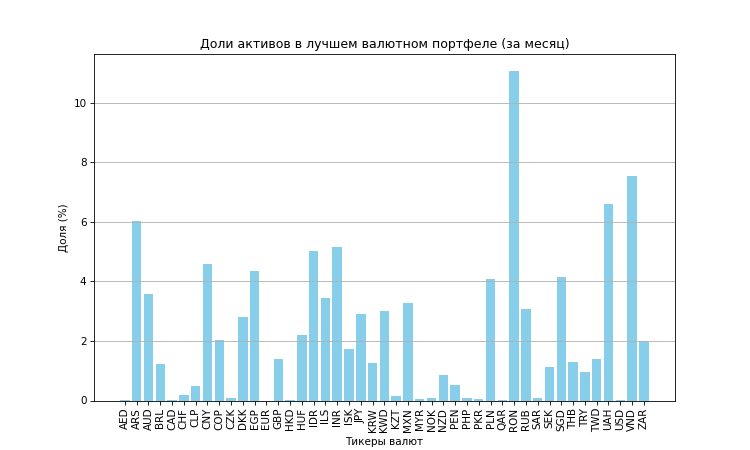 Доли активов в лучшем валютном портфеле (за месяц)
Доля (%)
10
8
6
4
2
0
AED ARS AUD BRL CAD CHF CLP CNY COP CZK DKK EGP EUR GBP HKD HUF IDR ILS INR ISK JPY KRW KWD KZT MXN MYR NOK NZD PEN PHP PKR PLN QAR RON RUB SAR SEK SGD THB TRY TWD UAH USD VND ZAR
Тикеры валют